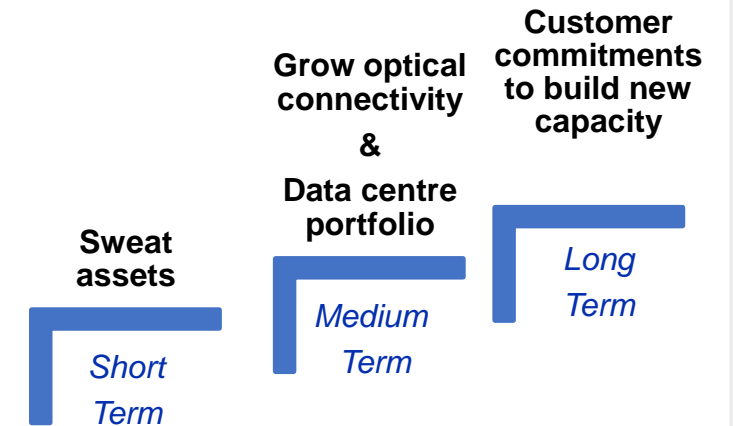 Sweat
assets
Short
Term
Grow optical
connectivity
&
Data centre
portfolio
Medium
Term
Customer
commitments
to build new
capacity
Long
Term